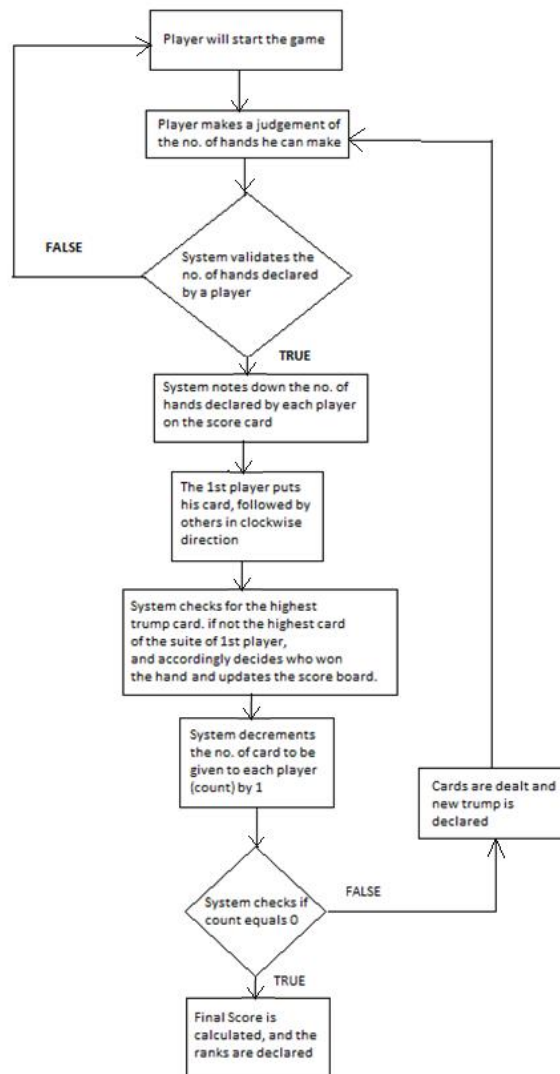 Player will start the game
Player makes a judgement of
the no. of hands he can make
FALSE
System validates the
no. of hands declared
by a player
TRUE
System notes down the no. of
hands declared by each player
on the score card
The 1st player puts
his card, followed by
others in clockwise
direction
System checks for the highest
trump card. if not the highest card
of the suite of 1st player,
and accordingly decides who won
the hand and updates the score board.
System decrements
the no. of card to be
given to each player
(count) by 1
Cards are dealt and
new trump is
declared
System checks if
count equals 0
FALSE
TRUE
Final Score is
calculated, and the
ranks are declared